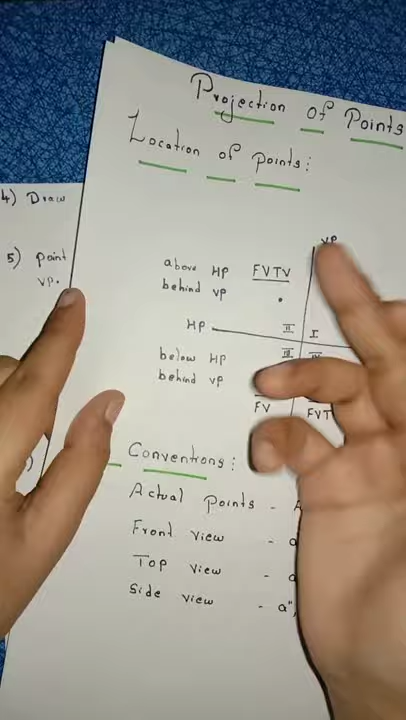 Projection of Points
Location of points:
4) Draw
5) point
VP.
VP
above HP FVTV
behind VP
HP
II I
III IV
below HP
behind VP
FV FVT
Conventions:
Actual Points - A
Front view - a
Top view - a
Side view - a"